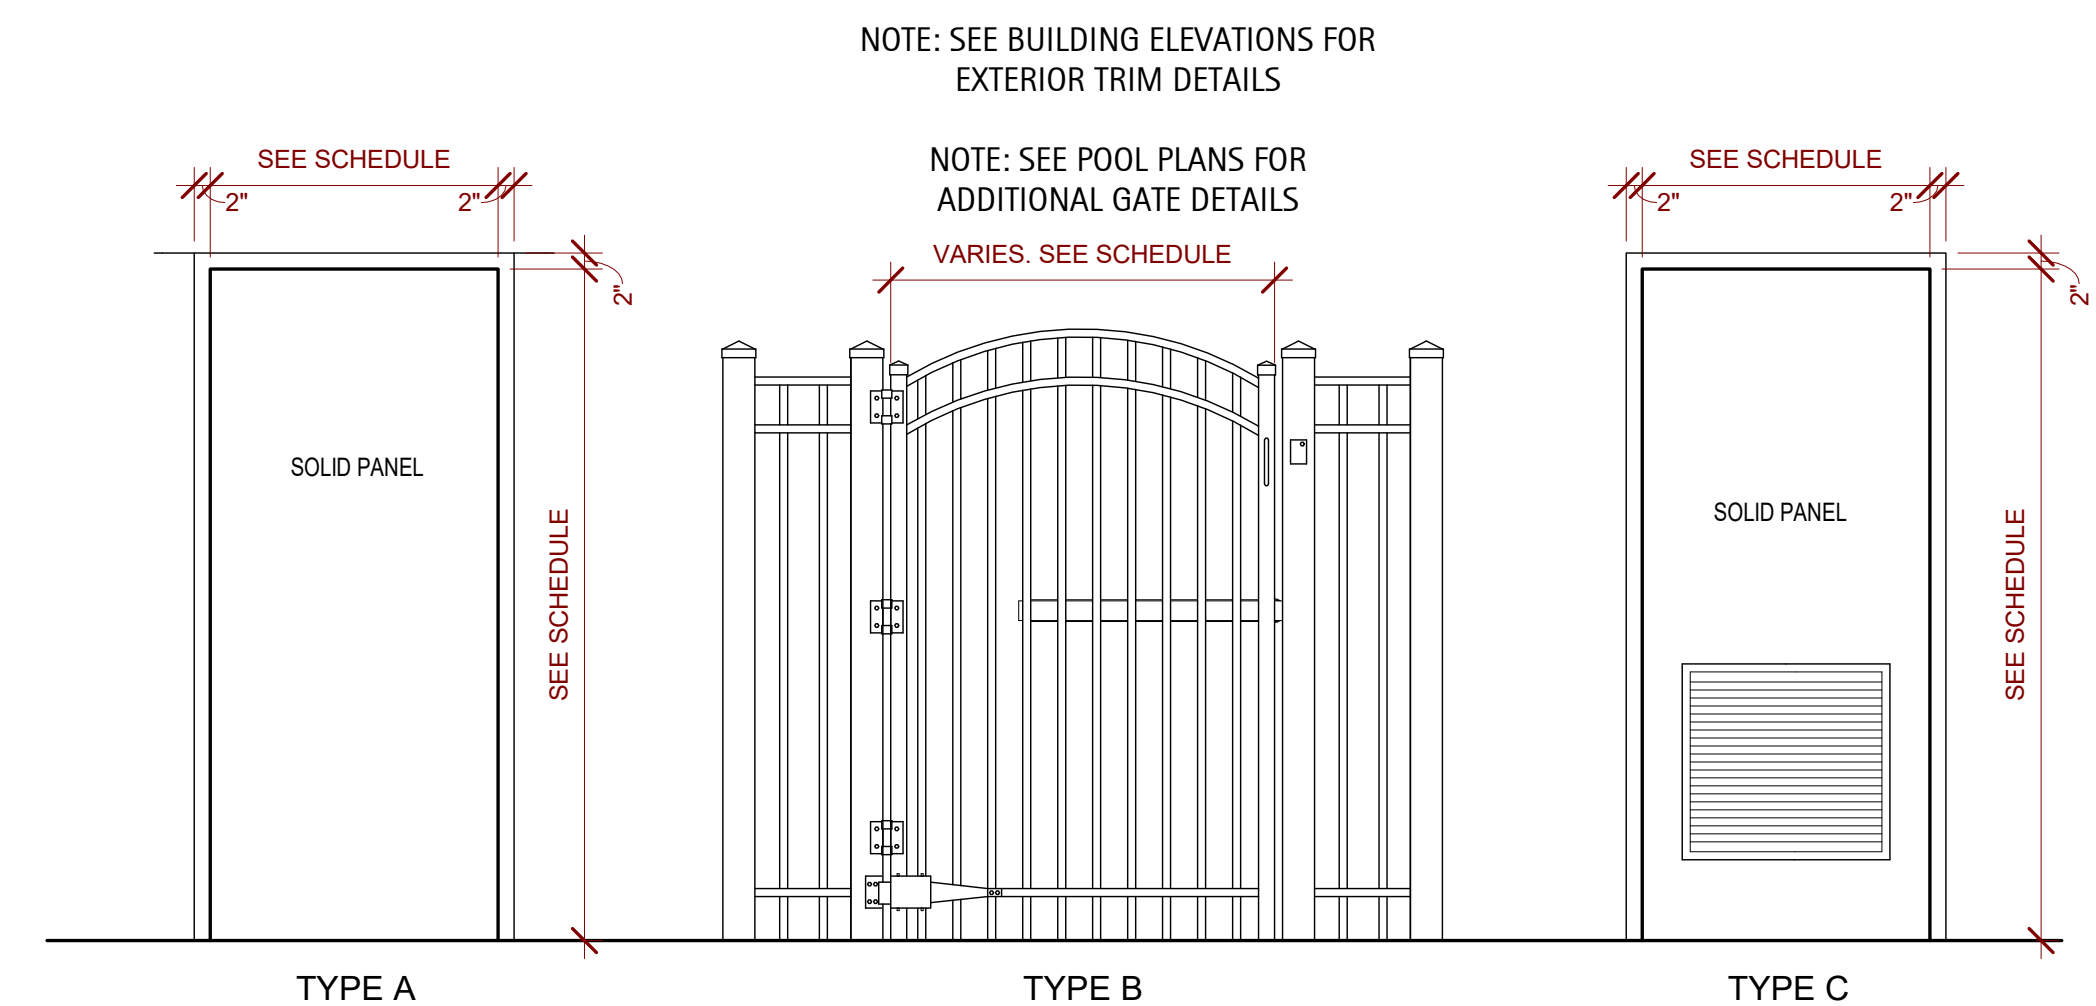 NOTE: SEE BUILDING ELEVATIONS FOR
EXTERIOR TRIM DETAILS
NOTE: SEE POOL PLANS FOR
ADDITIONAL GATE DETAILS
SEE SCHEDULE
2"
2"
2"
SOLID PANEL
SEE SCHEDULE
TYPE A
VARIES. SEE SCHEDULE
TYPE B
SEE SCHEDULE
2"
2"
2"
SOLID PANEL
SEE SCHEDULE
TYPE C